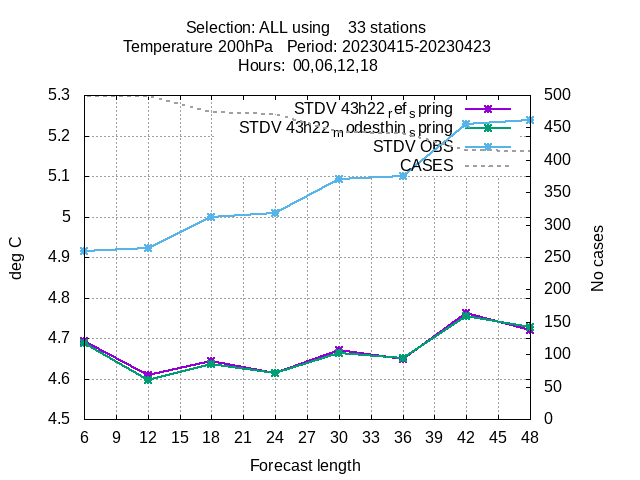 Selection: ALL using 33 stations
Temperature 200hPa Period: 20230415-20230423
Hours: 00,06,12,18
5.3
5.2
5.1
5
4.9
4.8
4.7
4.6
4.5
deg C
STDV 43h22_ref_spring
STDV 43h22_modeshin_spring
STDV OBS
CASES
500
450
400
350
300
250
200
150
100
50
0
No cases
6 9 12 15 18 21 24 27 30 33 36 39 42 45 48
Forecast length